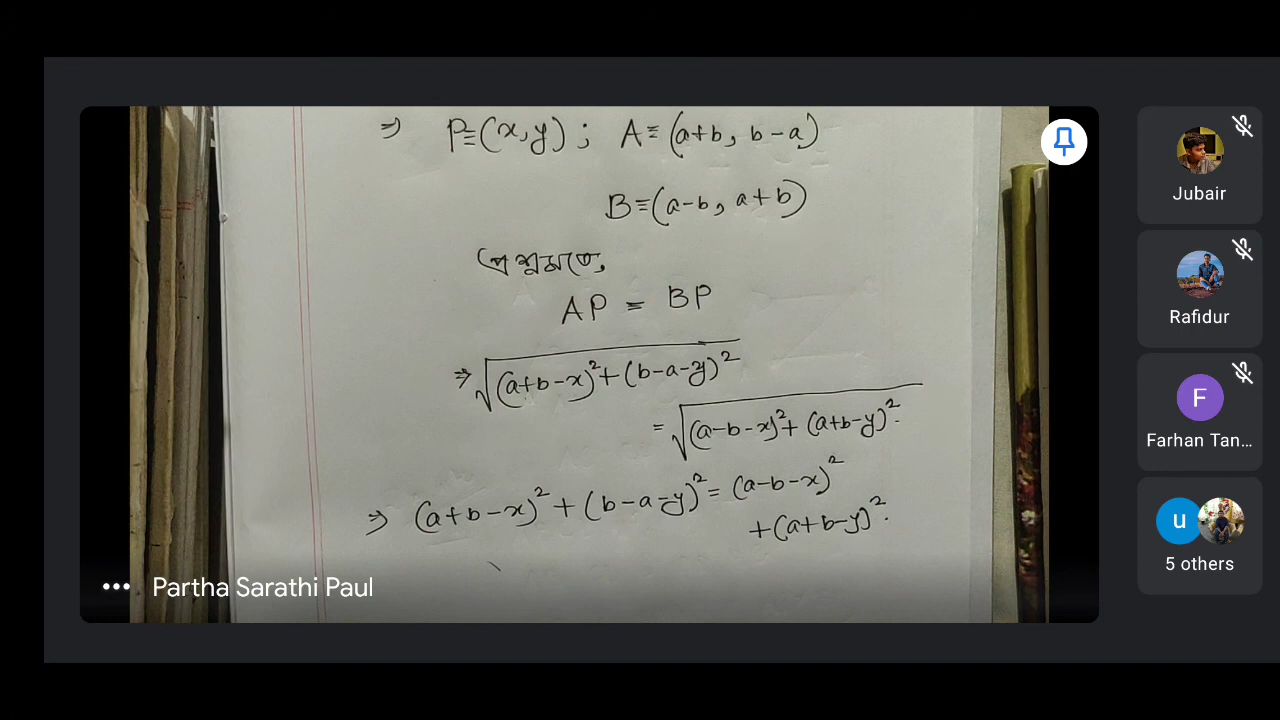 ⇒ P≡(x,y) ; A≡(a+b, b-a)
B≡(a-b, a+b)
প্রশ্নমতে,
AP = BP
⇒ √(a+b-x)²+(b-a-y)²
= √(a-b-x)²+(a+b-y)².
⇒ (a+b-x)²+(b-a-y)²=(a-b-x)²
+(a+b-y)².
Partha Sarathi Paul
Jubair
Rafidur
F
Farhan Tan...
u
5 others